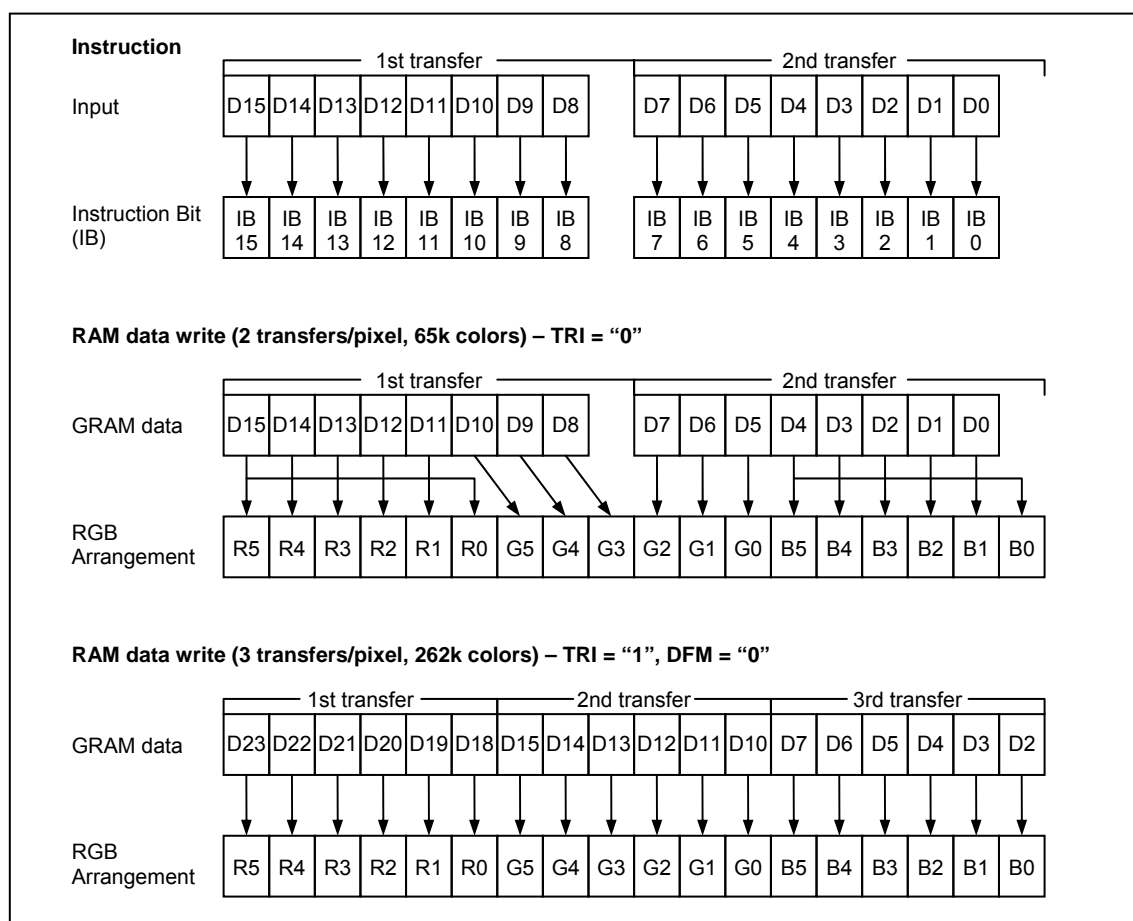 Instruction
1st transfer 2nd transfer
Input D15 D14 D13 D12 D11 D10 D9 D8 D7 D6 D5 D4 D3 D2 D1 D0
Instruction Bit IB IB IB IB IB IB IB IB IB IB IB IB IB IB IB IB
(IB) 15 14 13 12 11 10 9 8 7 6 5 4 3 2 1 0
RAM data write (2 transfers/pixel, 65k colors) – TRI = “0”
1st transfer 2nd transfer
GRAM data D15 D14 D13 D12 D11 D10 D9 D8 D7 D6 D5 D4 D3 D2 D1 D0
RGB
Arrangement R5 R4 R3 R2 R1 R0 G5 G4 G3 G2 G1 G0 B5 B4 B3 B2 B1 B0
RAM data write (3 transfers/pixel, 262k colors) – TRI = “1”, DFM = “0”
1st transfer 2nd transfer 3rd transfer
GRAM data D23 D22 D21 D20 D19 D18 D15 D14 D13 D12 D11 D10 D7 D6 D5 D4 D3 D2
RGB
Arrangement R5 R4 R3 R2 R1 R0 G5 G4 G3 G2 G1 G0 B5 B4 B3 B2 B1 B0